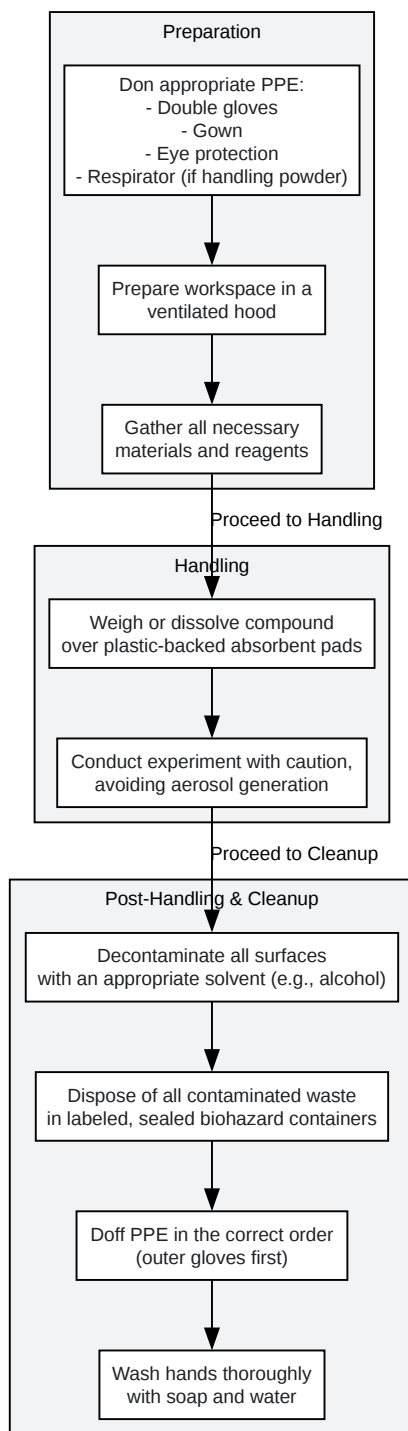 Preparation
Don appropriate PPE:
- Double gloves
- Gown
- Eye protection
- Respirator (if handling powder)
Prepare workspace in a
ventilated hood
Gather all necessary
materials and reagents
Proceed to Handling
Handling
Weigh or dissolve compound
over plastic-backed absorbent pads
Conduct experiment with caution,
avoiding aerosol generation
Proceed to Cleanup
Post-Handling & Cleanup
Decontaminate all surfaces
with an appropriate solvent (e.g., alcohol)
Dispose of all contaminated waste
in labeled, sealed biohazard containers
Doff PPE in the correct order
(outer gloves first)
Wash hands thoroughly
with soap and water